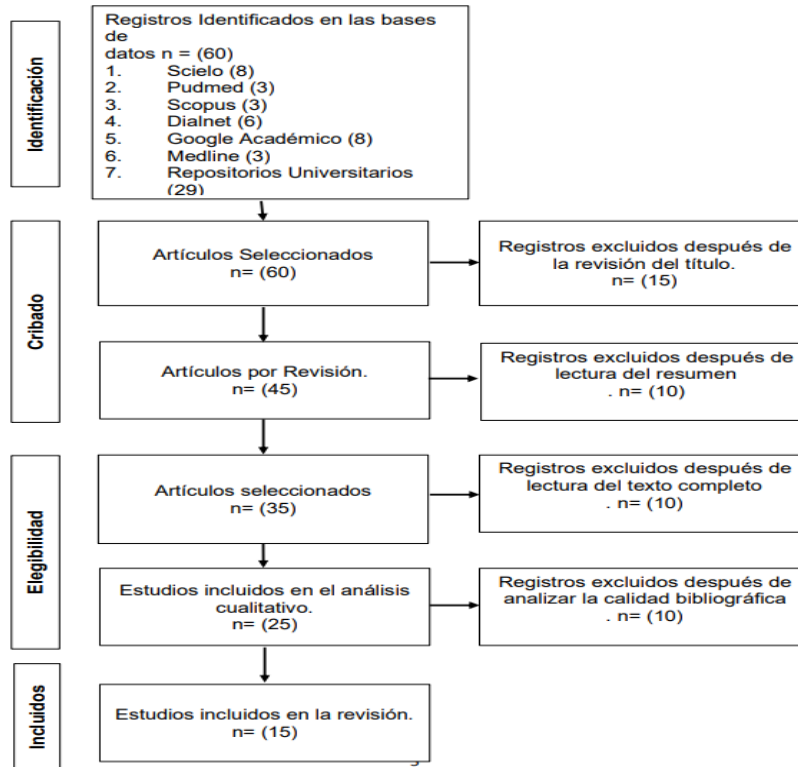 Identificación
Registros Identificados en las bases
de
datos n = (60)
1. Scielo (8)
2. Pudmed (3)
3. Scopus (3)
4. Dialnet (6)
5. Google Académico (8)
6. Medline (3)
7. Repositorios Universitarios
(29)
Cribado
Artículos Seleccionados
n= (60)
Registros excluidos después de
la revisión del título.
n= (15)
Artículos por Revisión.
n= (45)
Registros excluidos después de
lectura del resumen
. n= (10)
Elegibilidad
Artículos seleccionados
n= (35)
Registros excluidos después de
lectura del texto completo
. n= (10)
Estudios incluidos en el análisis
cualitativo.
n= (25)
Registros excluidos después de
analizar la calidad bibliográfica
. n= (10)
Incluidos
Estudios incluidos en la revisión.
n= (15)